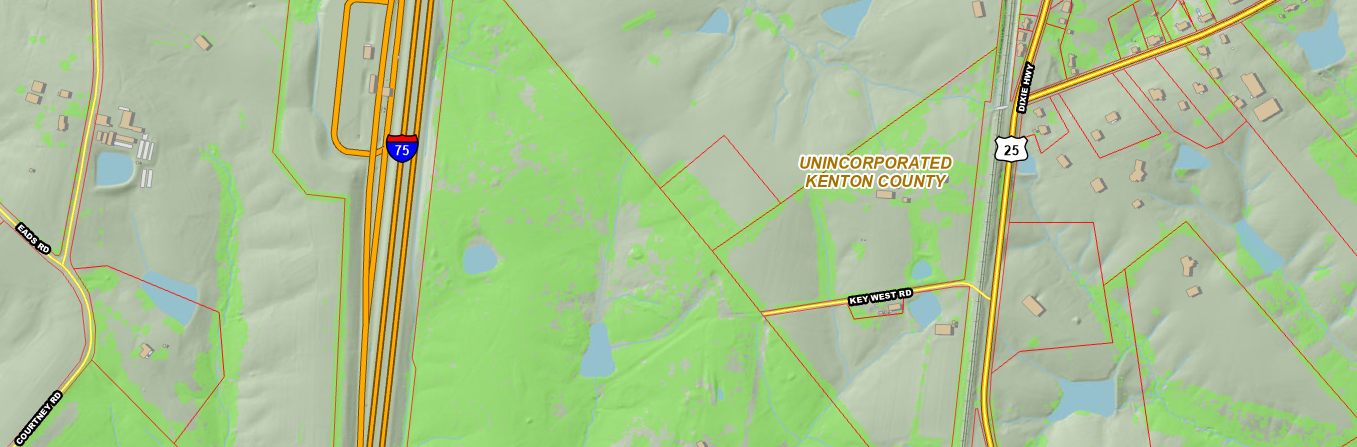 DIXIE HWY
75
25
UNINCORPORATED
KENTON COUNTY
EADS RD
KEY WEST RD
COURTNEY RD